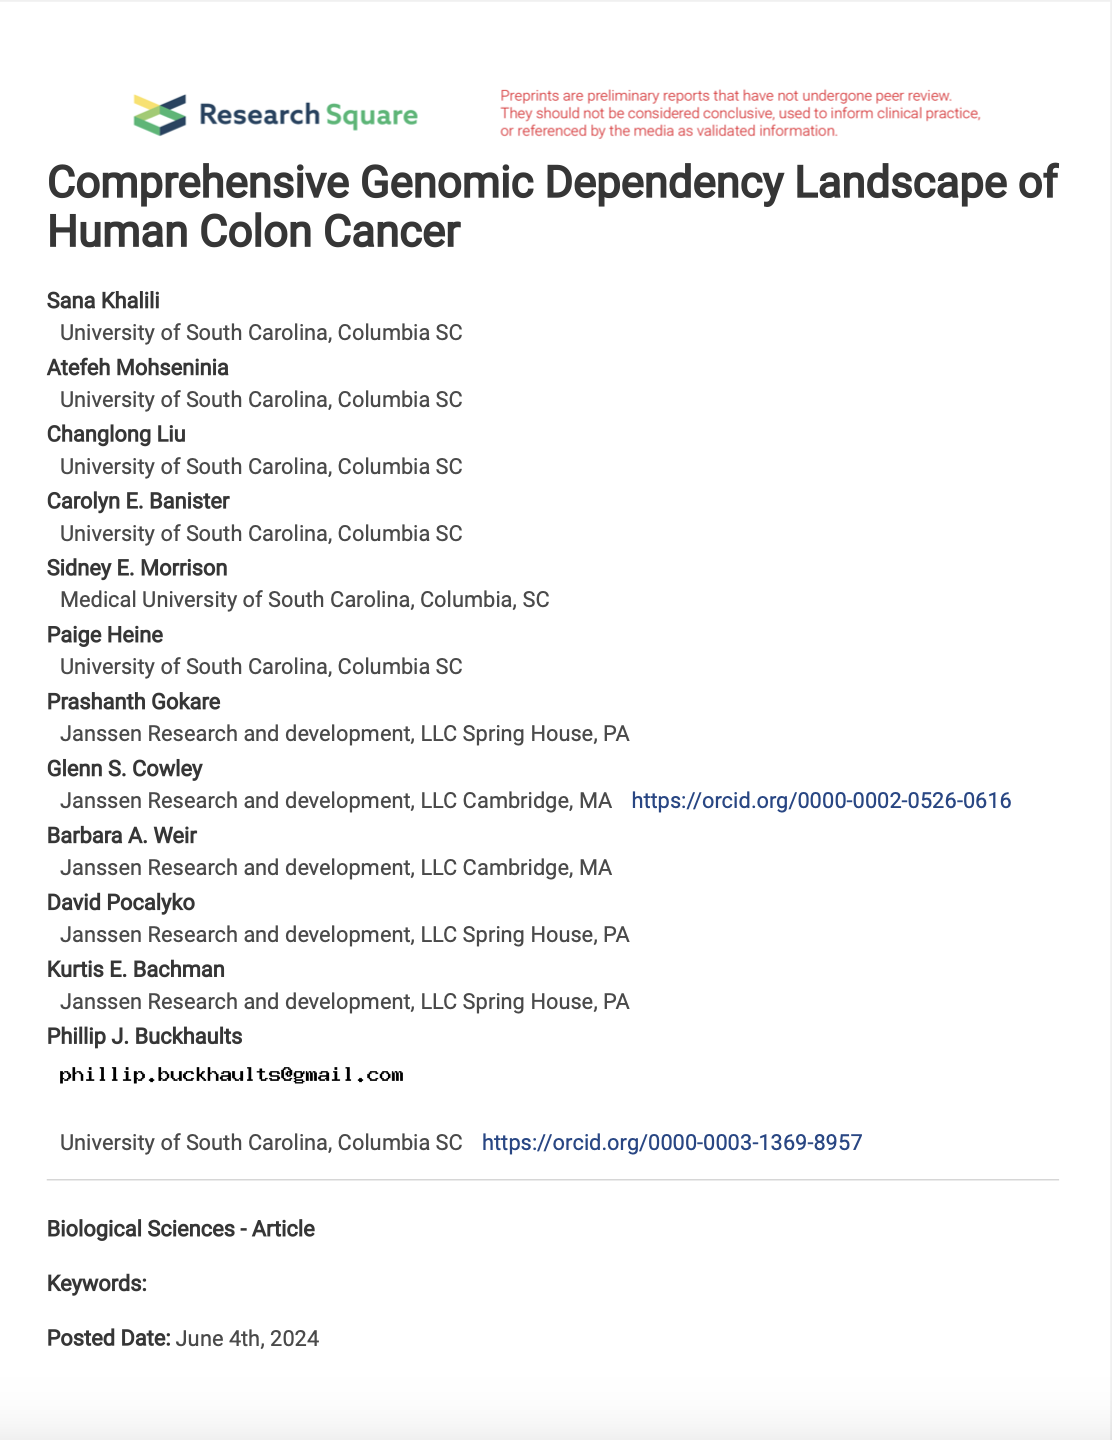 Research Square
Preprints are preliminary reports that have not undergone peer review.
They should not be considered conclusive, used to inform clinical practice,
or referenced by the media as validated information.
Comprehensive Genomic Dependency Landscape of
Human Colon Cancer
Sana Khalili
University of South Carolina, Columbia SC
Atefeh Mohseninia
University of South Carolina, Columbia SC
Changlong Liu
University of South Carolina, Columbia SC
Carolyn E. Banister
University of South Carolina, Columbia SC
Sidney E. Morrison
Medical University of South Carolina, Columbia, SC
Paige Heine
University of South Carolina, Columbia SC
Prashanth Gokare
Janssen Research and development, LLC Spring House, PA
Glenn S. Cowley
Janssen Research and development, LLC Cambridge, MA https://orcid.org/0000-0002-0526-0616
Barbara A. Weir
Janssen Research and development, LLC Cambridge, MA
David Pocalyko
Janssen Research and development, LLC Spring House, PA
Kurtis E. Bachman
Janssen Research and development, LLC Spring House, PA
Phillip J. Buckhaults
phillip.buckhaults@gmail.com
University of South Carolina, Columbia SC https://orcid.org/0000-0003-1369-8957
Biological Sciences - Article
Keywords:
Posted Date: June 4th, 2024